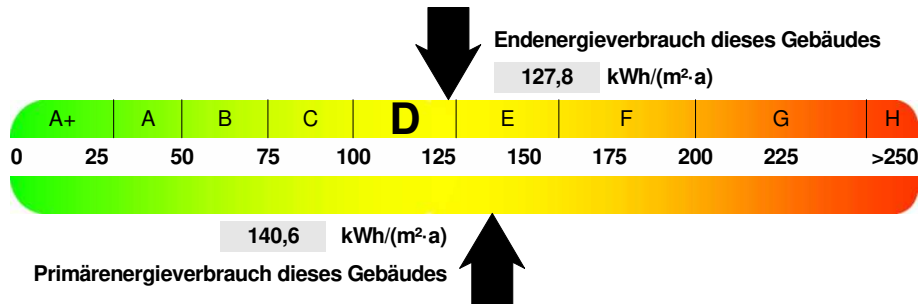 Endenergieverbrauch dieses Gebäudes
127,8 kWh/(m²·a)
A+ A B C D E F G H
0 25 50 75 100 125 150 175 200 225 >250
140,6 kWh/(m²·a)
Primärenergieverbrauch dieses Gebäudes